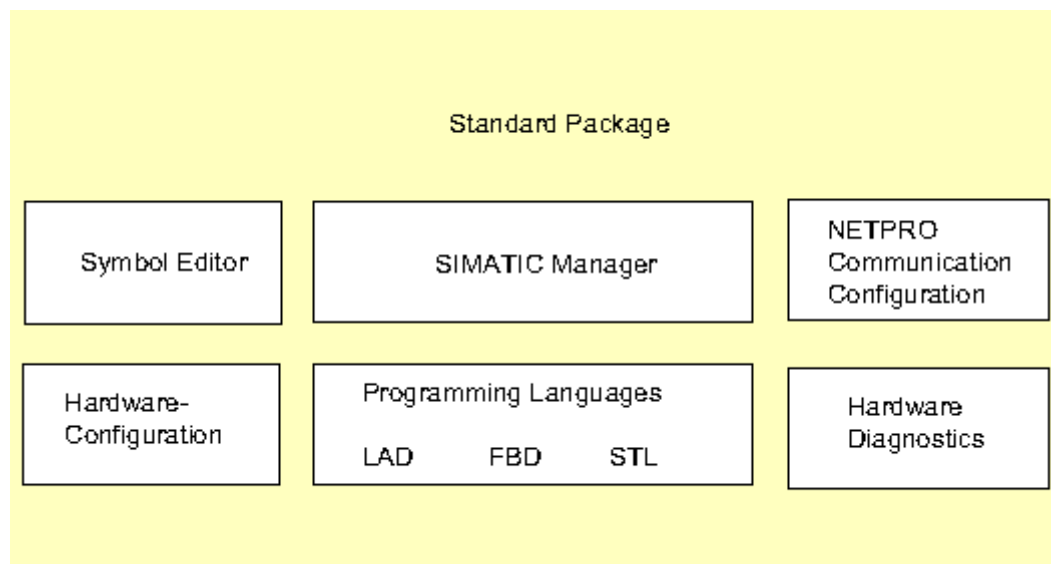 Standard Package
Symbol Editor
SIMATIC Manager
NETPRO
Communication
Configuration
Hardware-
Configuration
Programming Languages
LAD FBD STL
Hardware
Diagnostics